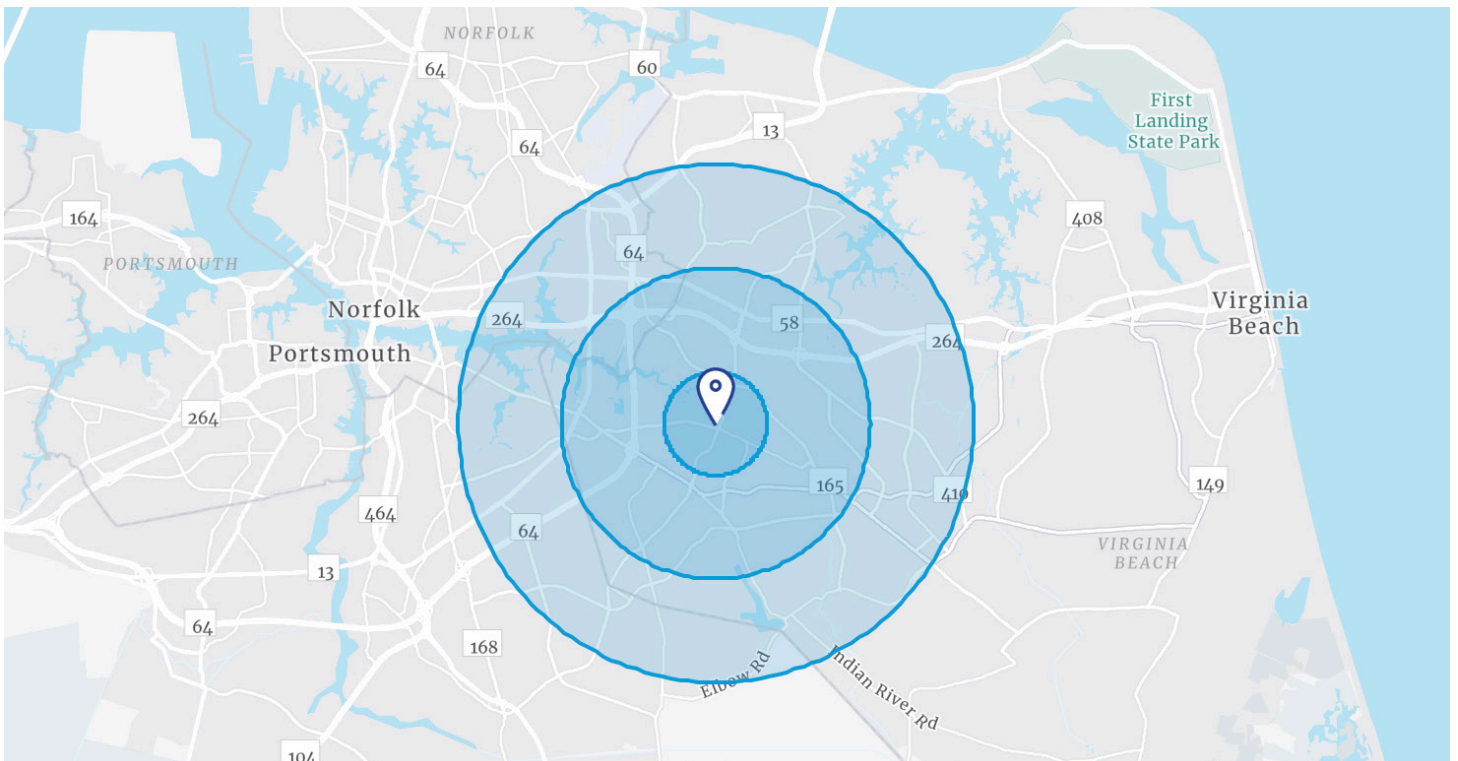 NORFOLK
64
60
64
13
First
Landing
State Park
164
408
64
PORTSMOUTH
Norfolk
264
58
Virginia
Beach
264
Portsmouth
264
165
410
149
464
64
VIRGINIA
BEACH
13
64
168
Elbow Rd
Indian River Rd
104